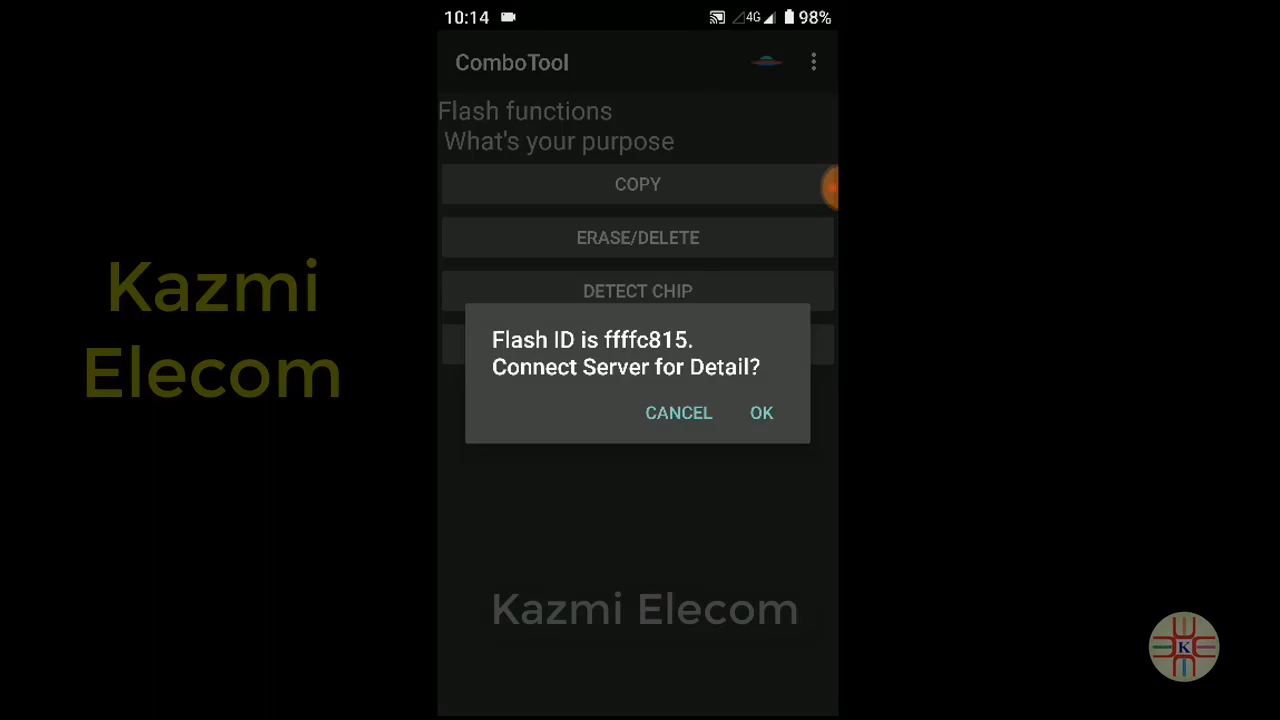 10:14 4G 98%
ComboTool
Flash functions
What's your purpose
COPY
ERASE/DELETE
DETECT CHIP
Flash ID is ffffc815.
Connect Server for Detail?
CANCEL OK
Kazmi
Elecom
Kazmi Elecom
K